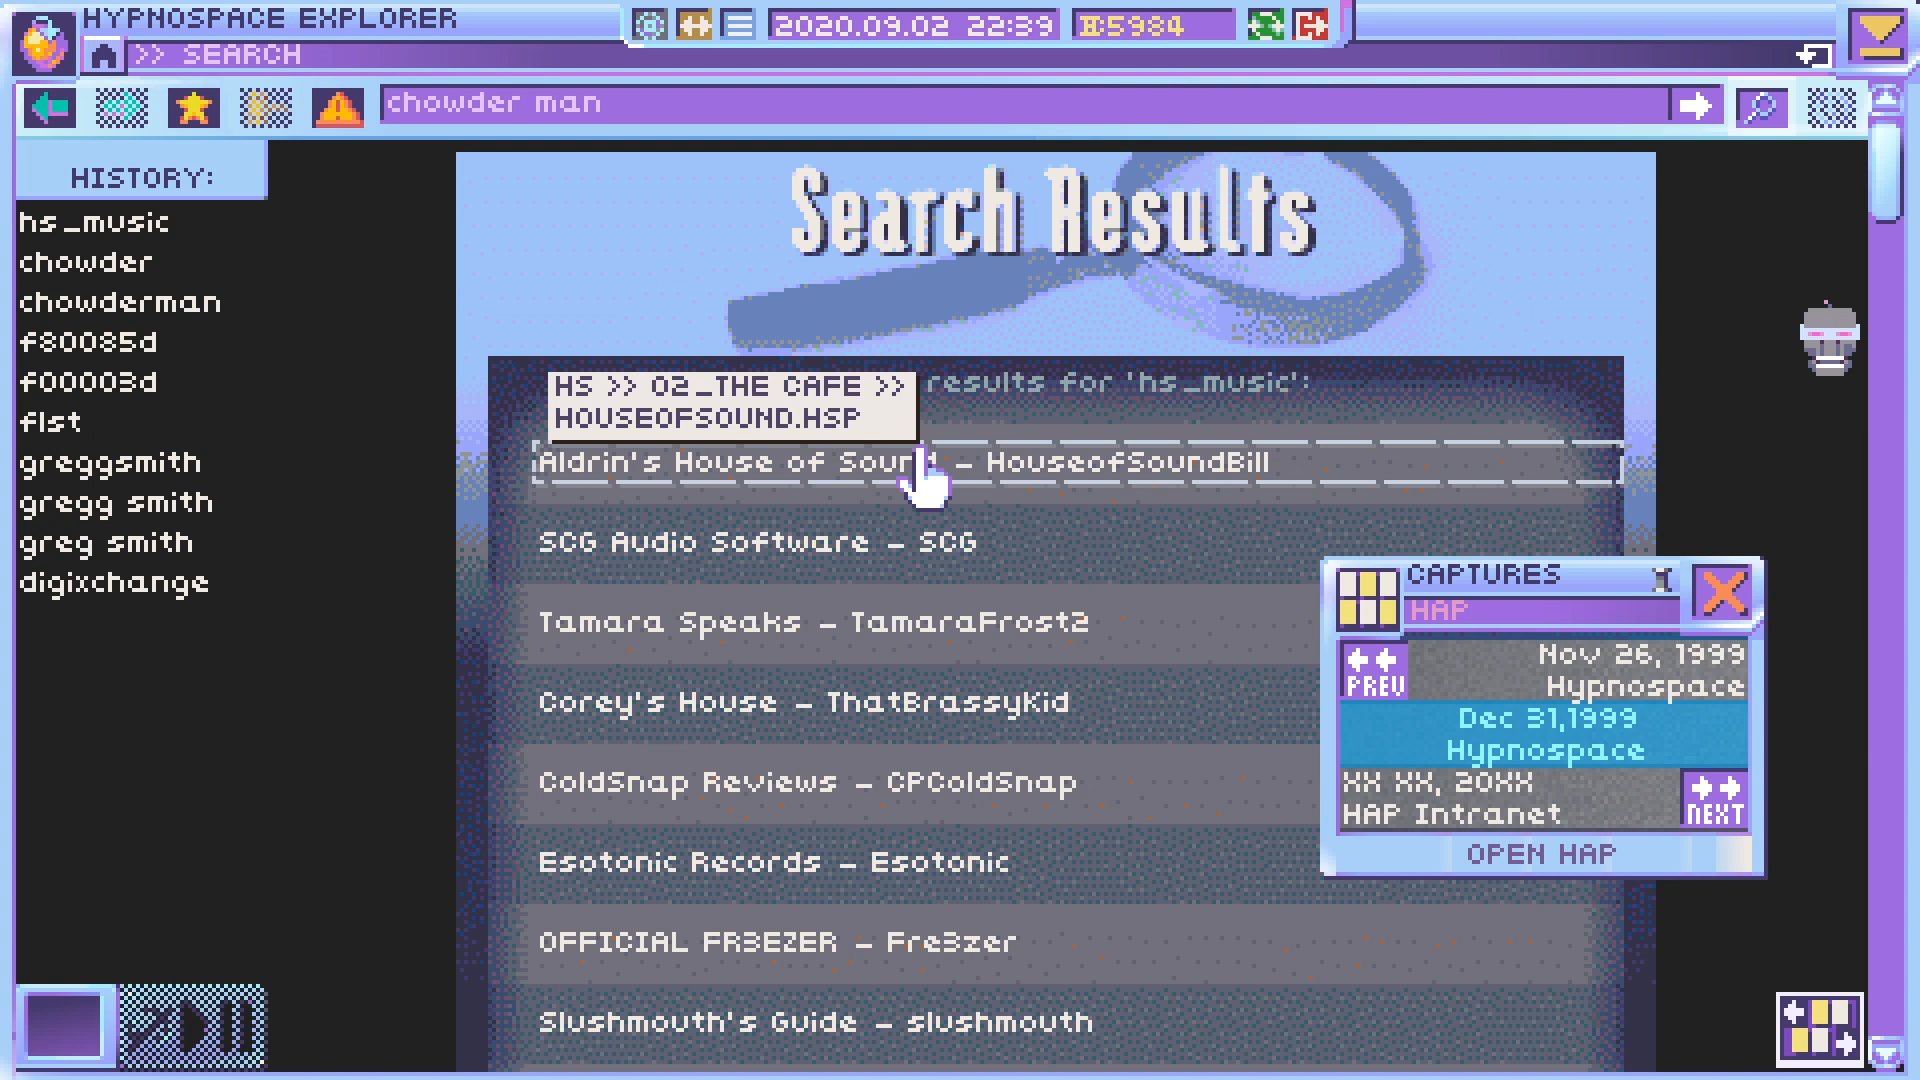 HYPNOSPACE EXPLORER
2020.09.02 22:39
5984
>> SEARCH
chowder man
HISTORY:
hs_music
chowder
chowderman
f80085d
f00003d
flst
greggsmith
gregg smith
greg smith
digixchange
Search Results
results for 'hs_music':
HS >> 02_THE CAFE >>
HOUSEOFSOUND.HSP
Aldrin's House of Sound - HouseofSoundBill
SCG Audio Software - SCG
Tamara Speaks - TamaraFrost2
Corey's House - ThatBrassyKid
ColdSnap Reviews - CPColdSnap
Esotonic Records - Esotonic
OFFICIAL FR3EZER - Fre3zer
Slushmouth's Guide - slushmouth
CAPTURES
HAP
PREV
Nov 26, 1999
Hypnospace
Dec 31,1999
Hypnospace
XX XX, 20XX
HAP Intranet
NEXT
OPEN HAP